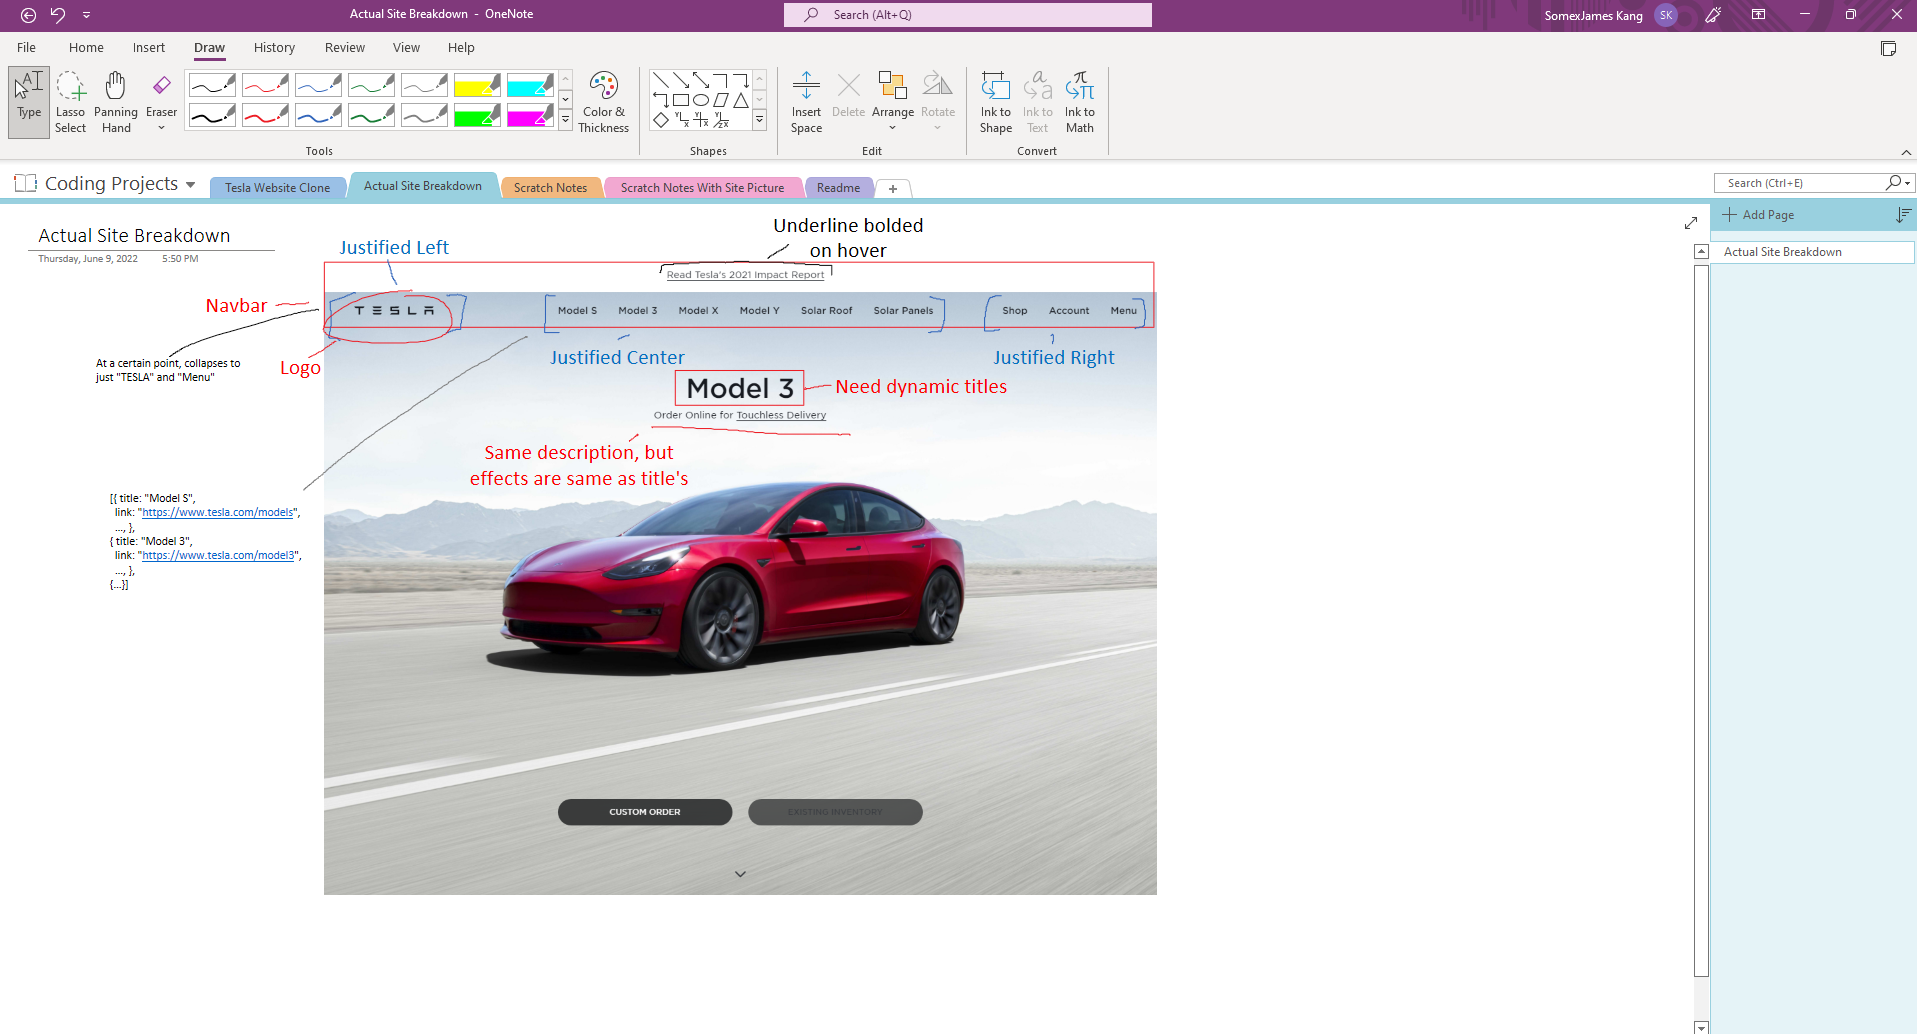 Actual Site Breakdown - OneNote
Search (Alt+Q)
SomexJames Kang
SK
File Home Insert Draw History Review View Help
Type
Lasso Select
Panning Hand
Eraser
Color & Thickness
Insert Space
Delete
Arrange
Rotate
Ink to Shape
Ink to Text
Ink to Math
Tools
Shapes
Edit
Convert
Coding Projects
Tesla Website Clone
Actual Site Breakdown
Scratch Notes
Scratch Notes With Site Picture
Readme
Search (Ctrl+E)
Add Page
Actual Site Breakdown
Actual Site Breakdown
Thursday, June 9, 2022 5:50 PM
Justified Left
Underline bolded
on hover
Read Tesla's 2021 Impact Report
Navbar
TESLA
Model S Model 3 Model X Model Y Solar Roof Solar Panels
Shop Account Menu
At a certain point, collapses to
just "TESLA" and "Menu"
Logo
Justified Center
Justified Right
Model 3
Need dynamic titles
Order Online for Touchless Delivery
Same description, but
effects are same as title's
[{ title: "Model S",
link: "https://www.tesla.com/models",
..., },
{ title: "Model 3",
link: "https://www.tesla.com/model3",
..., },
{...}]
CUSTOM ORDER
EXISTING INVENTORY